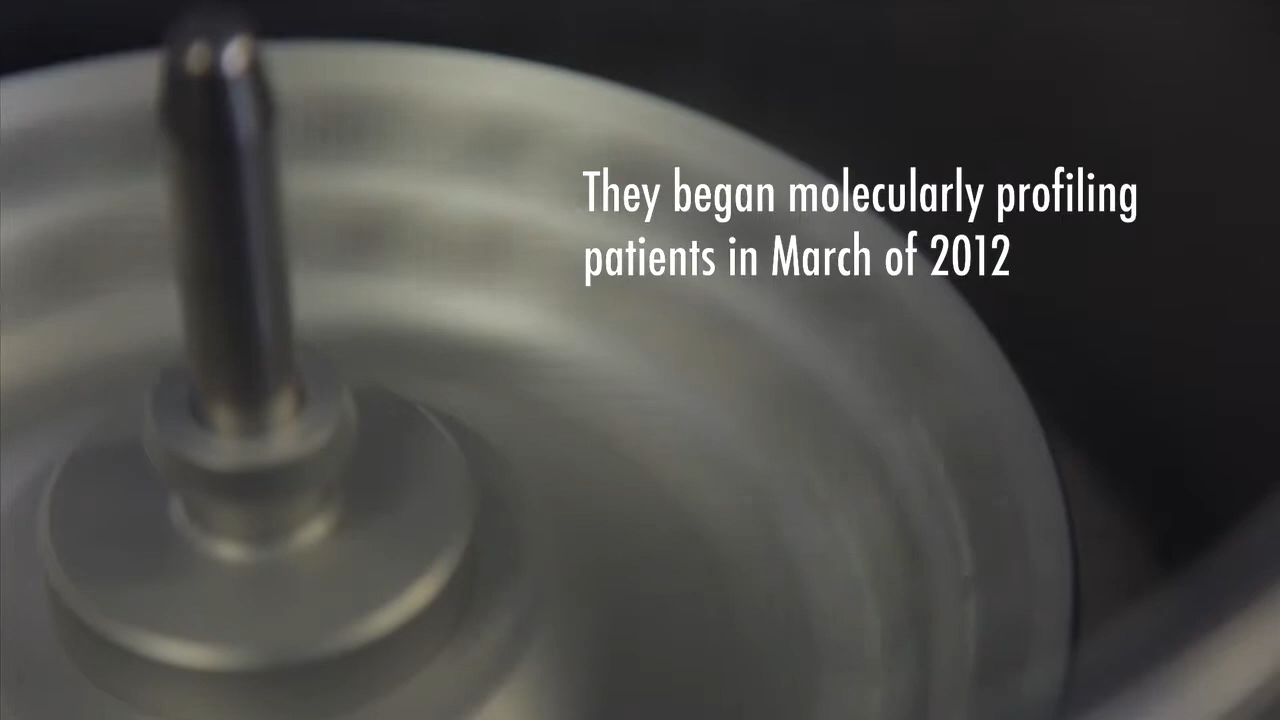 They began molecularly profiling
patients in March of 2012